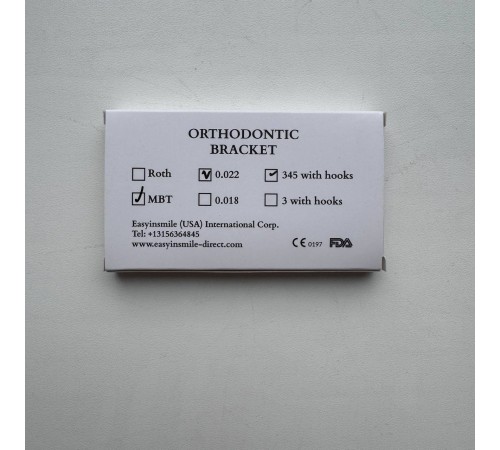 ORTHODONTIC
BRACKET
Roth 0.022 345 with hooks
MBT 0.018 3 with hooks
Easyinsmile (USA) International Corp.
Tel: +13156364845
www.easyinsmile-direct.com
CE 0197 FDA